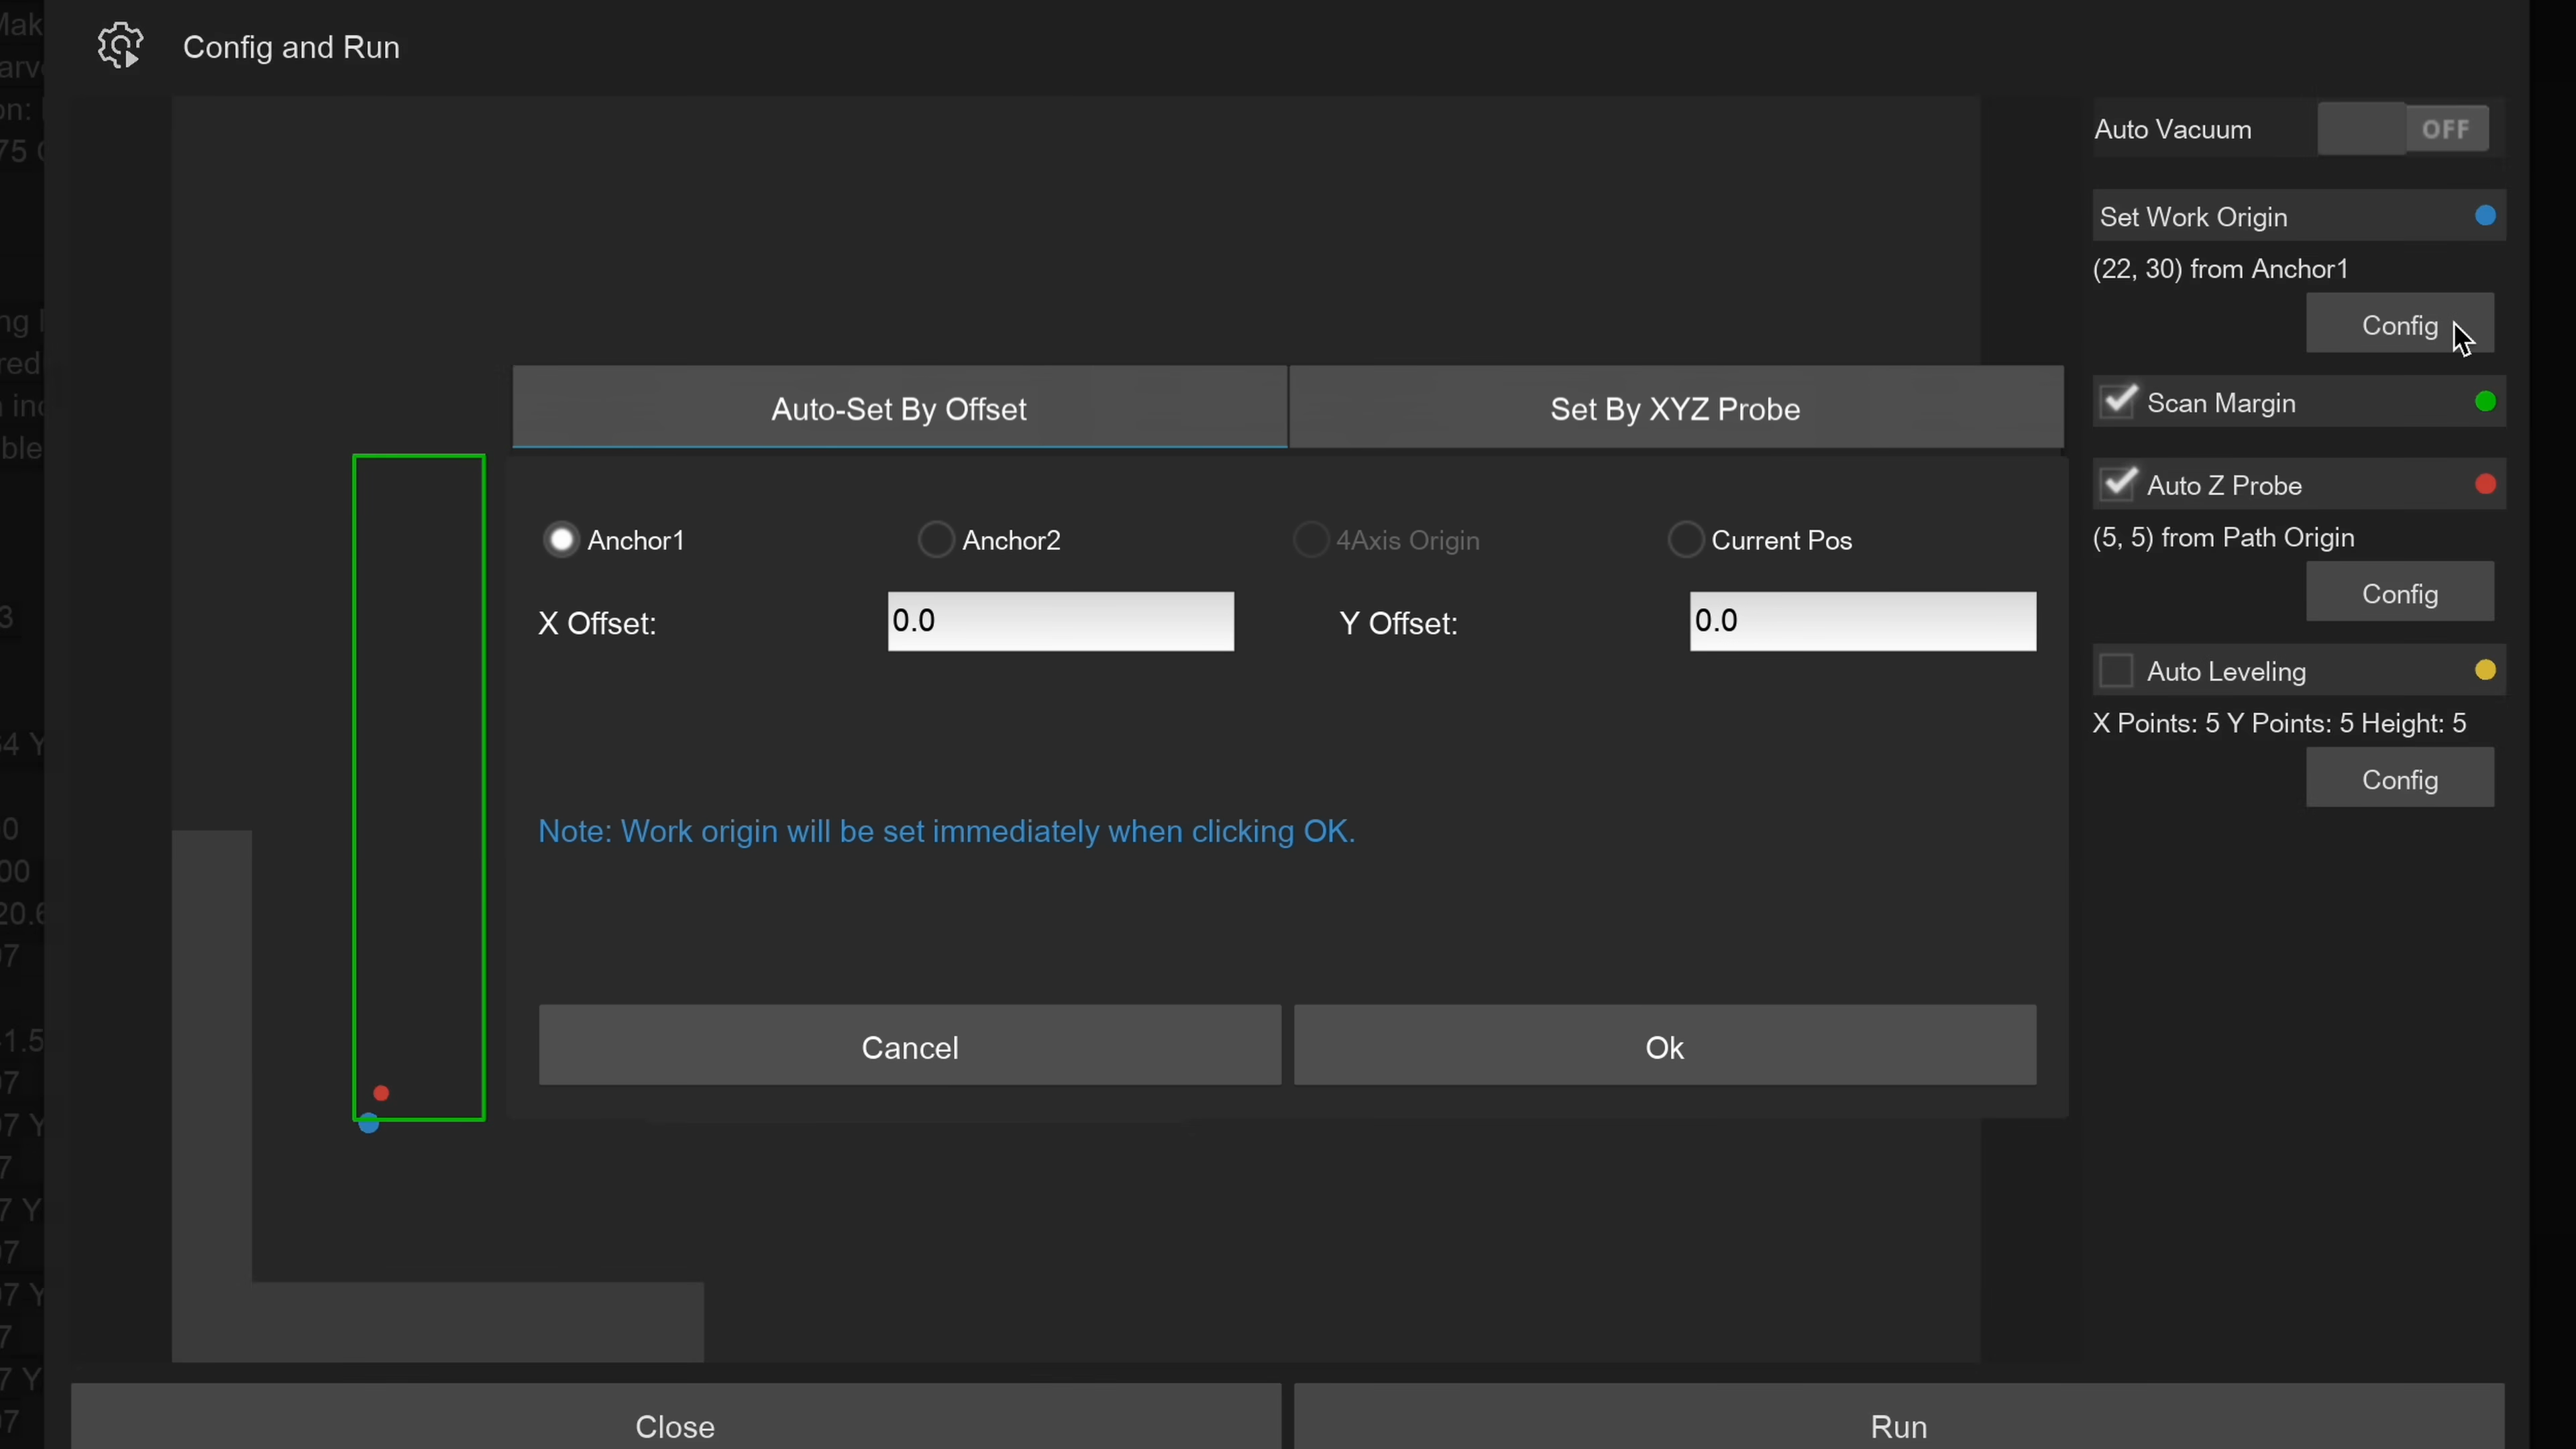 Config and Run
Auto Vacuum OFF
Set Work Origin
(22, 30) from Anchor1
Config
Scan Margin
Auto Z Probe
(5, 5) from Path Origin
Config
Auto Leveling
X Points: 5 Y Points: 5 Height: 5
Config
Auto-Set By Offset
Set By XYZ Probe
Anchor1
Anchor2
4Axis Origin
Current Pos
X Offset: 0.0
Y Offset: 0.0
Note: Work origin will be set immediately when clicking OK.
Cancel
Ok
Close
Run